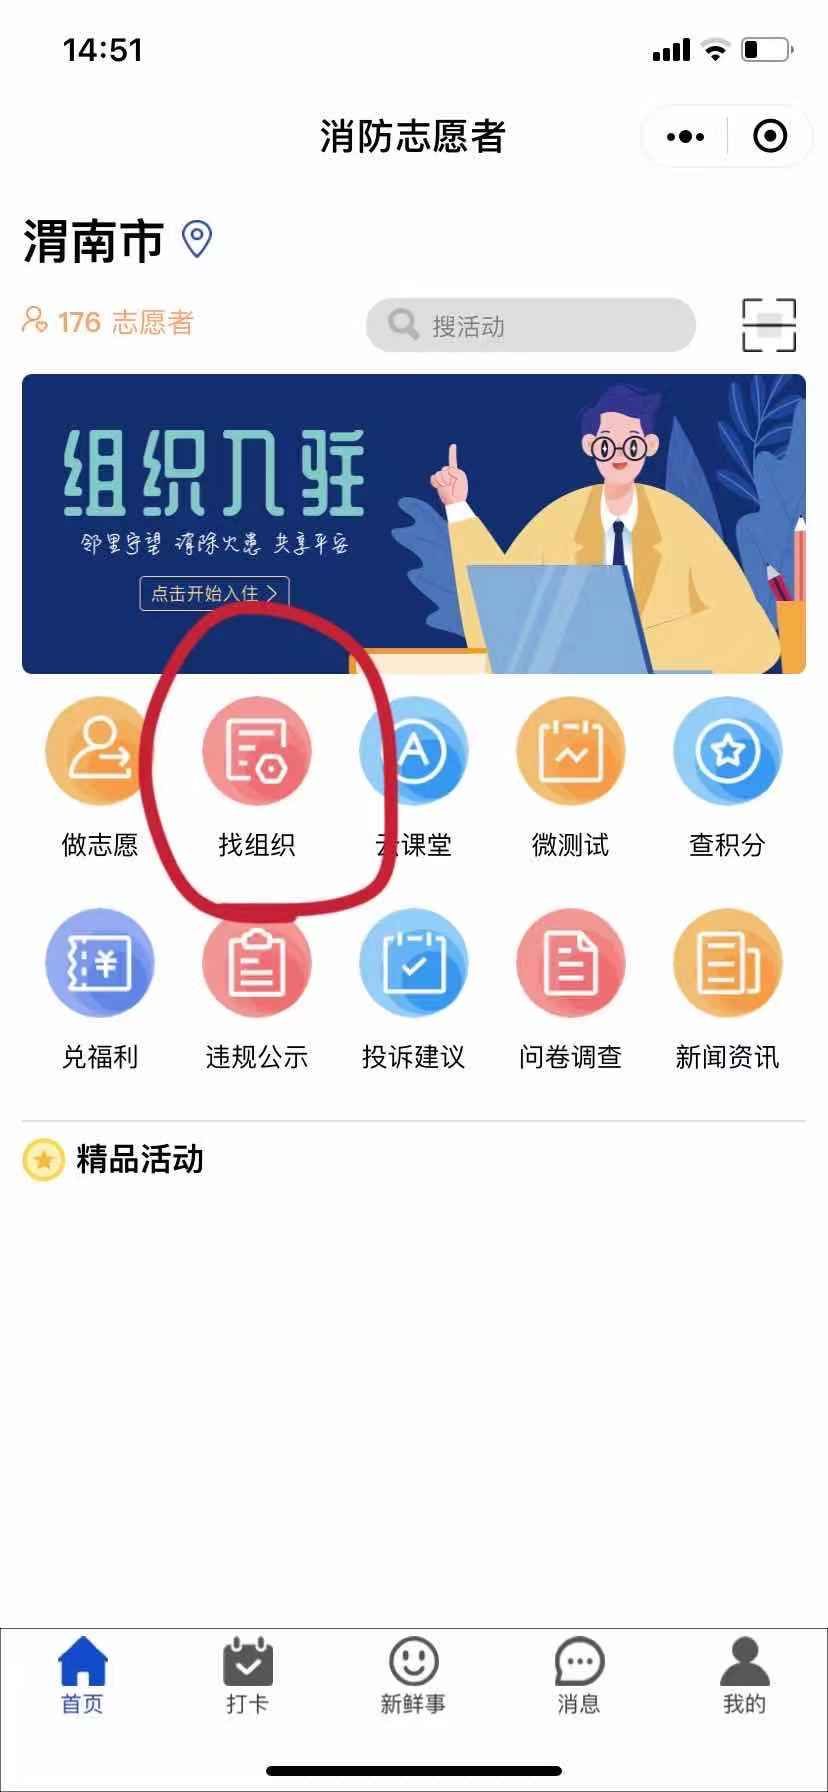 14:51
消防志愿者
渭南市
176 志愿者
搜活动
组织入驻
邻里守望 消除火患 共享平安
点击开始入住 >
做志愿
找组织
云课堂
微测试
查积分
兑福利
违规公示
投诉建议
问卷调查
新闻资讯
精品活动
首页
打卡
新鲜事
消息
我的